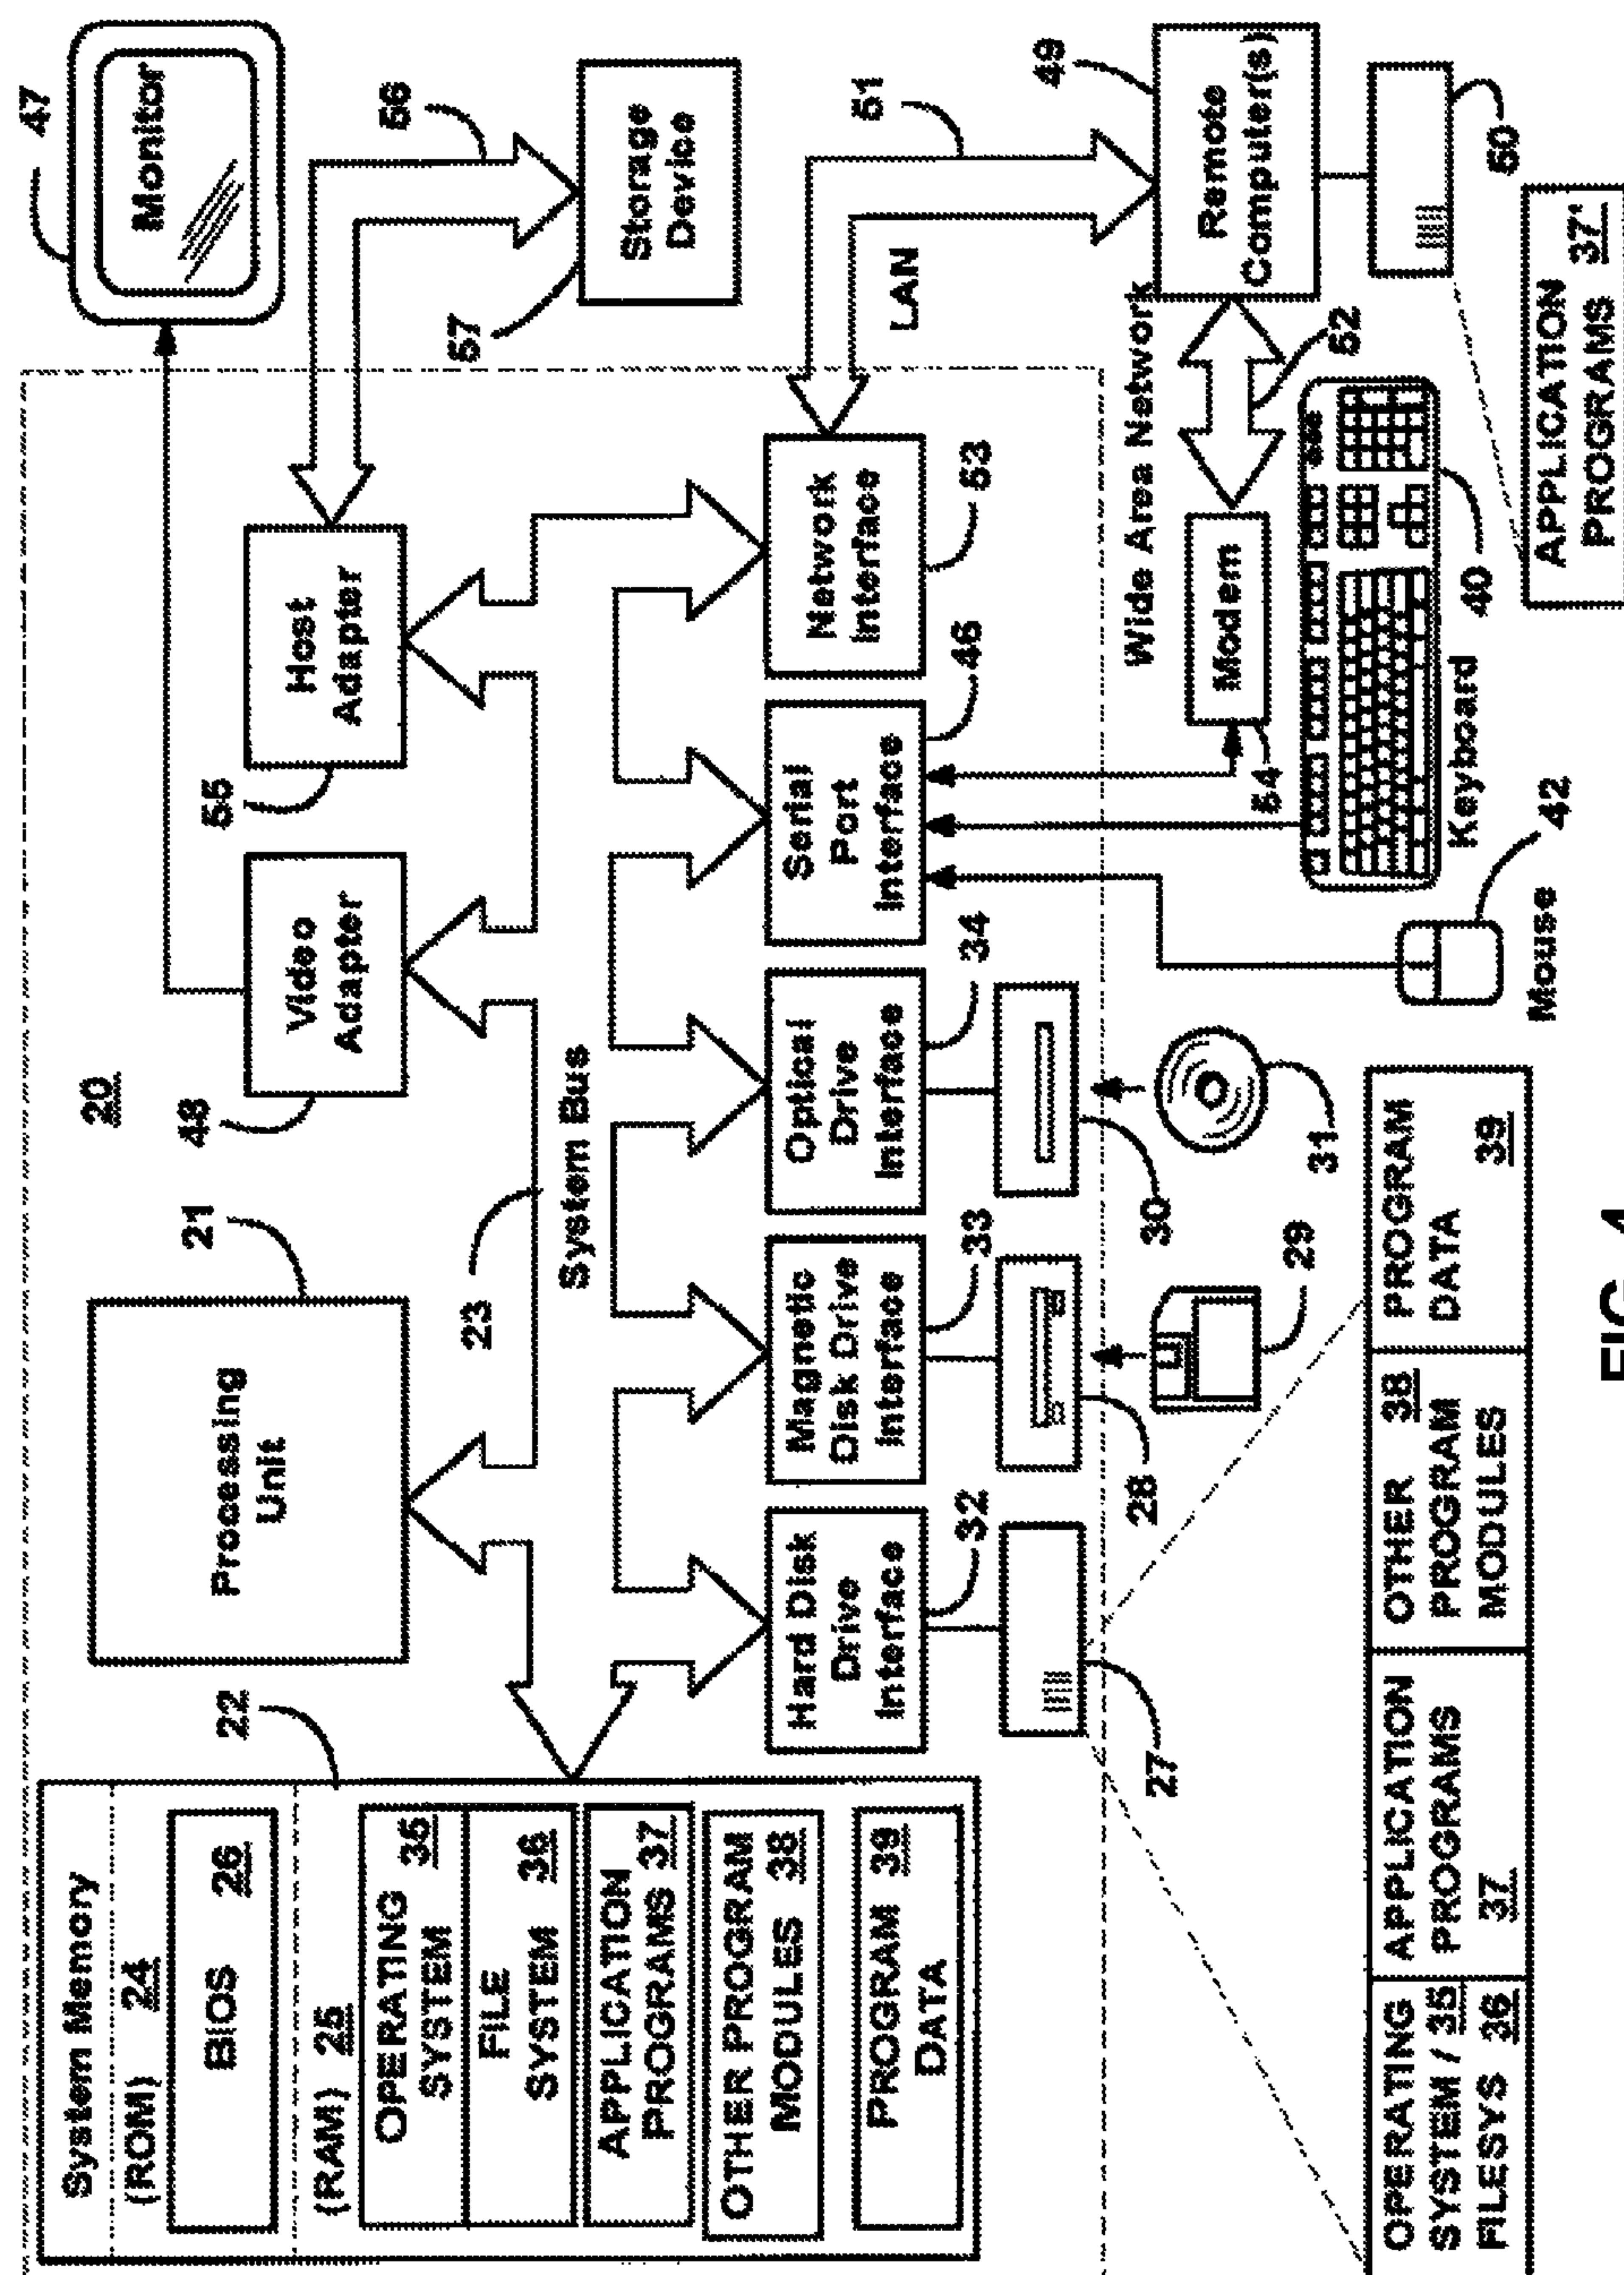 System Memory
(ROM) 24
BIOS 26
(RAM) 25
OPERATING
SYSTEM 35
FILE
SYSTEM 36
APPLICATION
PROGRAMS 37
OTHER PROGRAM
MODULES 38
PROGRAM 39
DATA
22
Processing
Unit
21
20
23
System Bus
Video
Adapter
48
Host
Adapter
55
Monitor
47
56
Storage
Device
57
Hard Disk
Drive
Interface
32
Magnetic
Disk Drive
Interface
33
Optical
Drive
Interface
34
Serial
Port
Interface
46
Network
Interface
53
LAN
51
49
Remote
Computer(s)
Wide Area Network
52
Modem
54
50
27
28
29
30
31
Mouse
42
Keyboard
40
OPERATING
SYSTEM / 35
FILESYS 36
APPLICATION
PROGRAMS
37
OTHER 38
PROGRAM
MODULES
PROGRAM
DATA
39
APPLICATION
PROGRAMS 37'